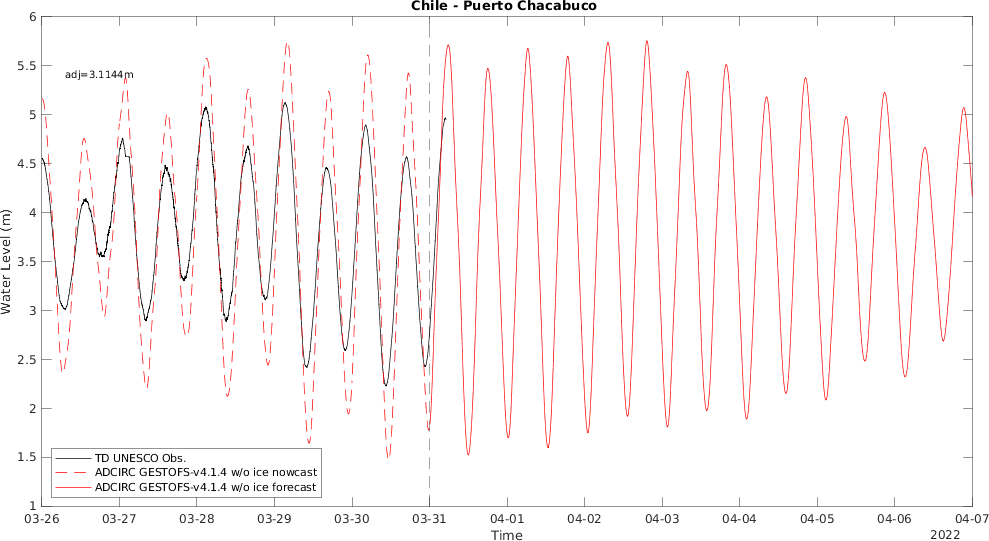 Chile - Puerto Chacabuco
adj=3.1144m
Water Level (m)
6
5.5
5
4.5
4
3.5
3
2.5
2
1.5
1
TD UNESCO Obs.
ADCIRC GESTOFS-v4.1.4 w/o ice nowcast
ADCIRC GESTOFS-v4.1.4 w/o ice forecast
03-26 03-27 03-28 03-29 03-30 03-31 04-01 04-02 04-03 04-04 04-05 04-06 04-07
Time
2022